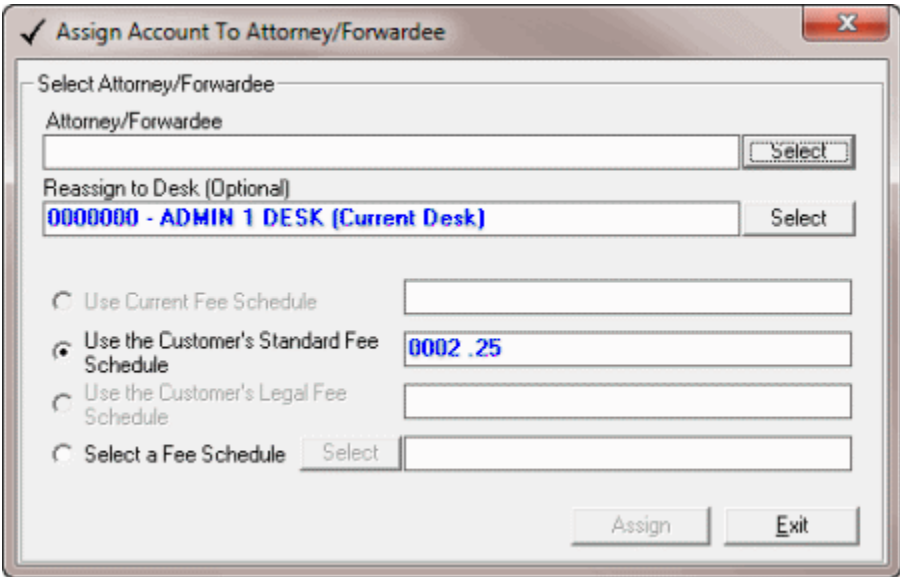 Assign Account To Attorney/Forwardee
Select Attorney/Forwardee
Attorney/Forwardee
Select
Reassign to Desk (Optional)
0000000 - ADMIN 1 DESK (Current Desk)
Select
Use Current Fee Schedule
Use the Customer's Standard Fee
Schedule
0002 .25
Use the Customer's Legal Fee
Schedule
Select a Fee Schedule
Select
Assign
Exit